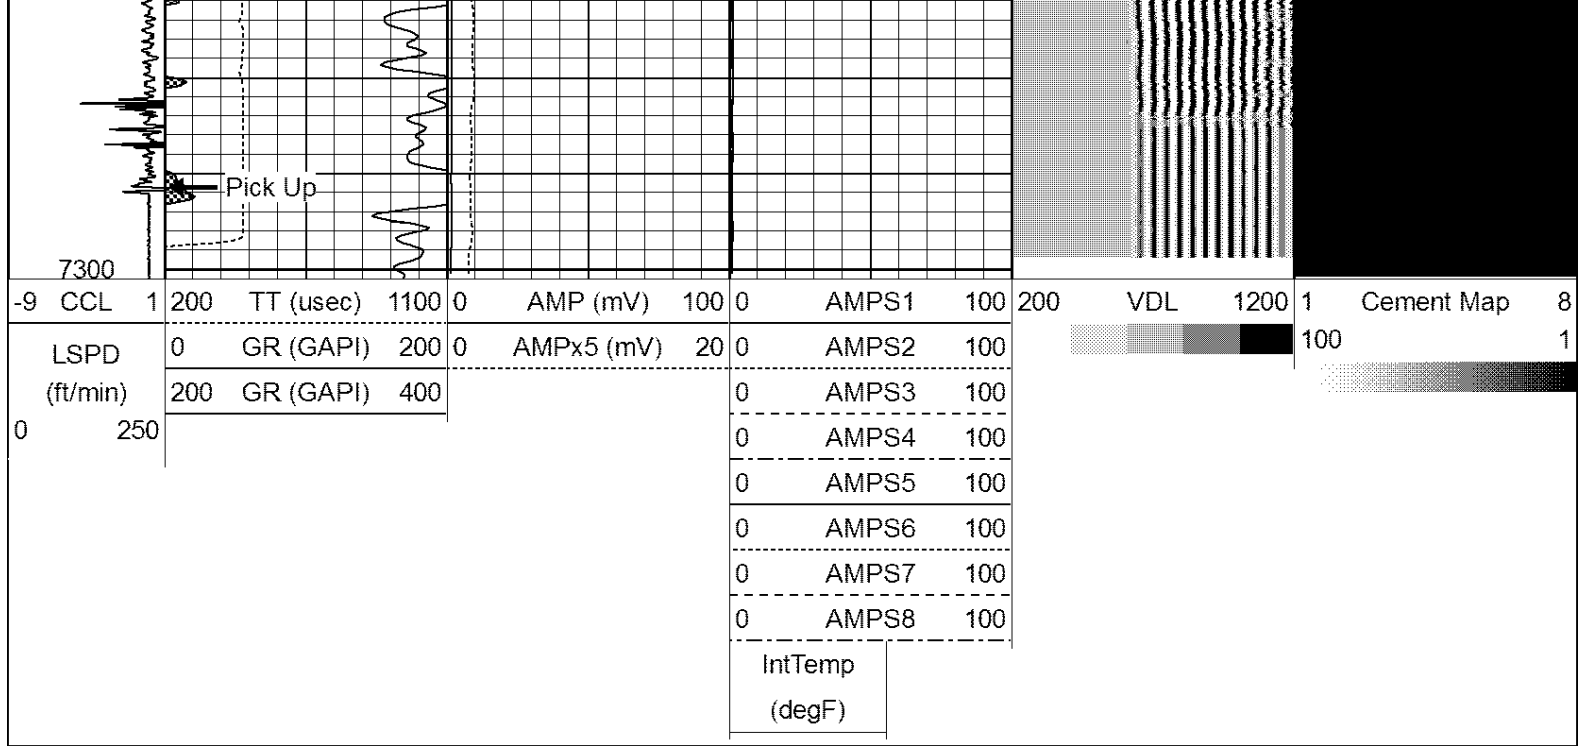 Pick Up
7300
-9 CCL 1 200 TT (usec) 1100 0 AMP (mV) 100 0 AMPS1 100 200 VDL 1200 1 Cement Map 8
LSPD 0 GR (GAPI) 200 0 AMPx5 (mV) 20 0 AMPS2 100 100 1
(ft/min) 200 GR (GAPI) 400 0 AMPS3 100
0 250 0 AMPS4 100
0 AMPS5 100
0 AMPS6 100
0 AMPS7 100
0 AMPS8 100
IntTemp
(degF)